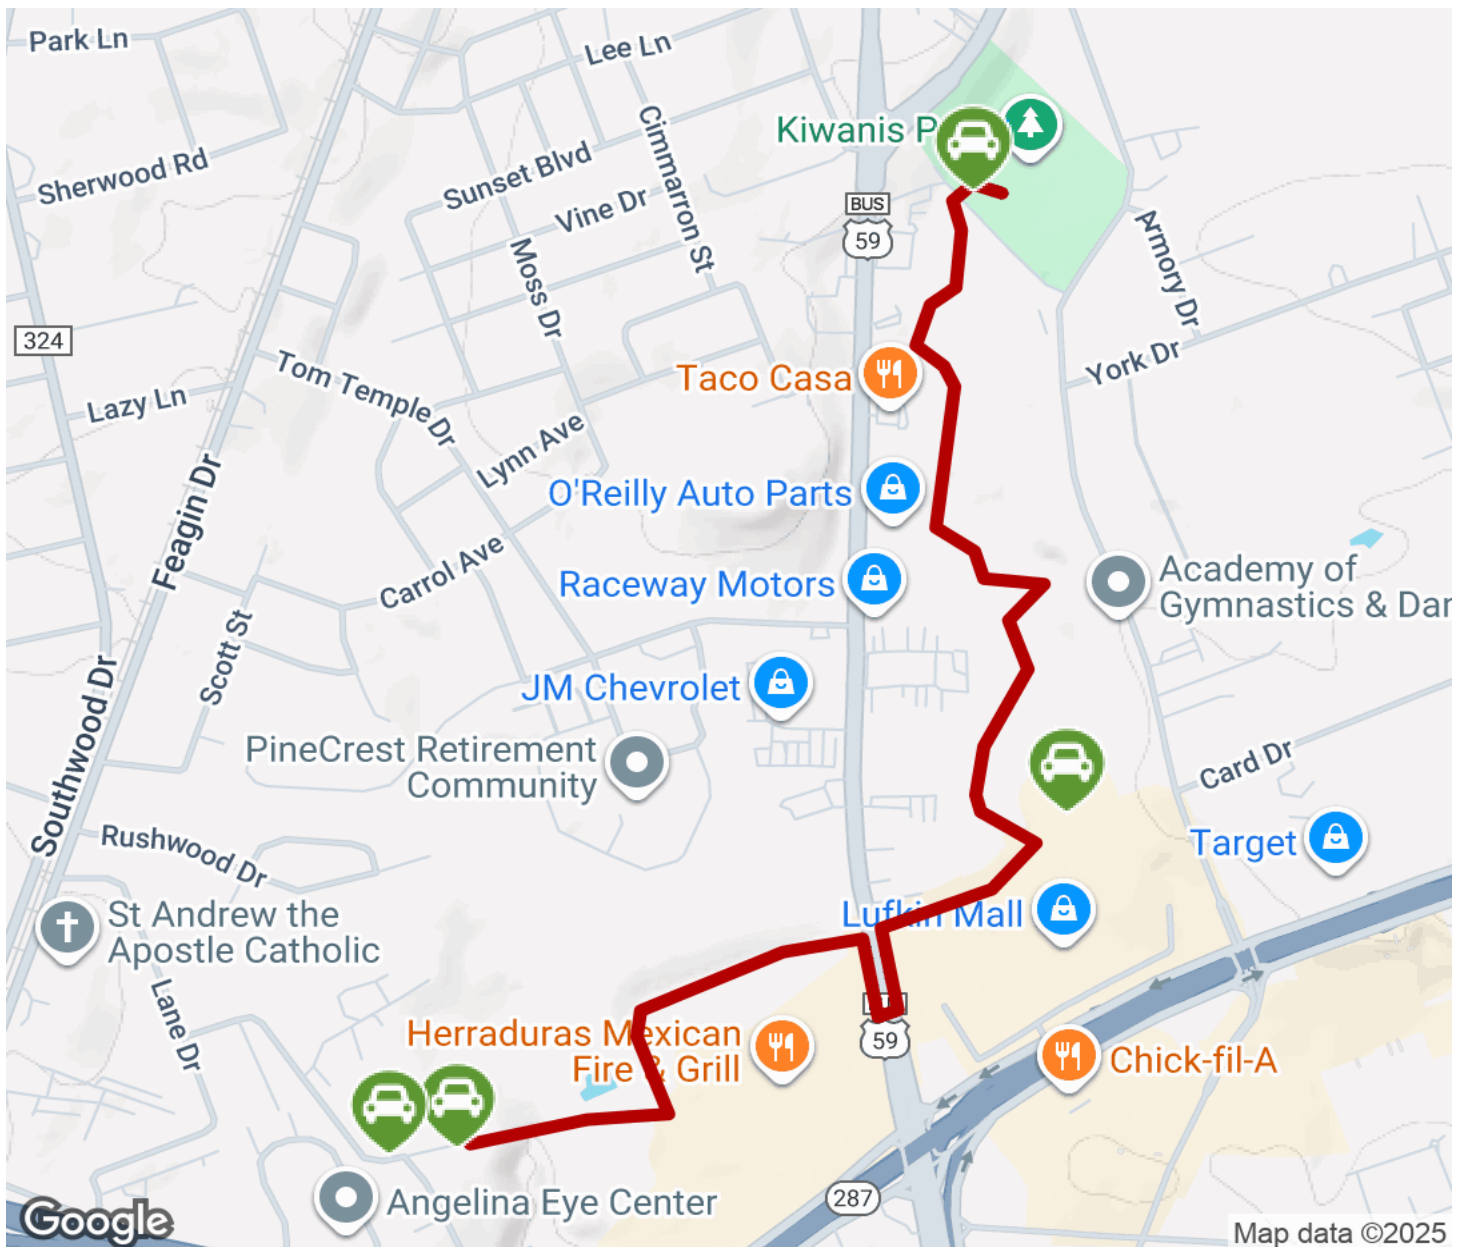 Park Ln
Lee Ln
Kiwanis P
Cimmarron St
Sherwood Rd
Sunset Blvd
Vine Dr
BUS
59
Moss Dr
Armory Dr
324
Tom Temple Dr
York Dr
Taco Casa
Lazy Ln
Lynn Ave
O'Reilly Auto Parts
Feagin Dr
Carrol Ave
Raceway Motors
Academy of
Gymnastics & Dan
Scott St
JM Chevrolet
Southwood Dr
PineCrest Retirement
Community
Card Dr
Rushwood Dr
Target
St Andrew the
Apostle Catholic
Lufkin Mall
Lane Dr
BUS
59
Herraduras Mexican
Fire & Grill
Chick-fil-A
Angelina Eye Center
287
Google
Map data ©2025